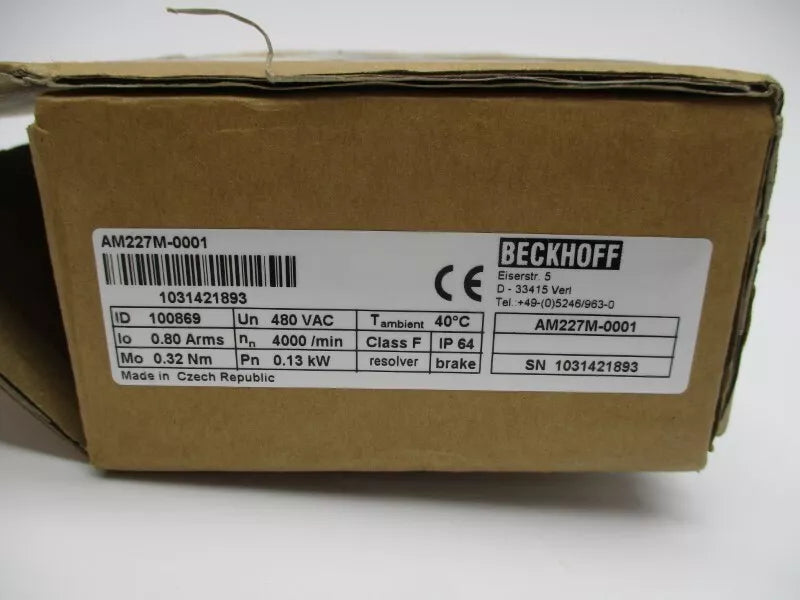 AM227M-0001
1031421893
CE
BECKHOFF
Eiserstr. 5
D - 33415 Verl
Tel.:+49-(0)5246/963-0
ID 100869 Un 480 VAC Tambient 40°C
Io 0.80 Arms nn 4000 /min Class F IP 64
Mo 0.32 Nm Pn 0.13 kW resolver brake
Made in Czech Republic
AM227M-0001
SN 1031421893